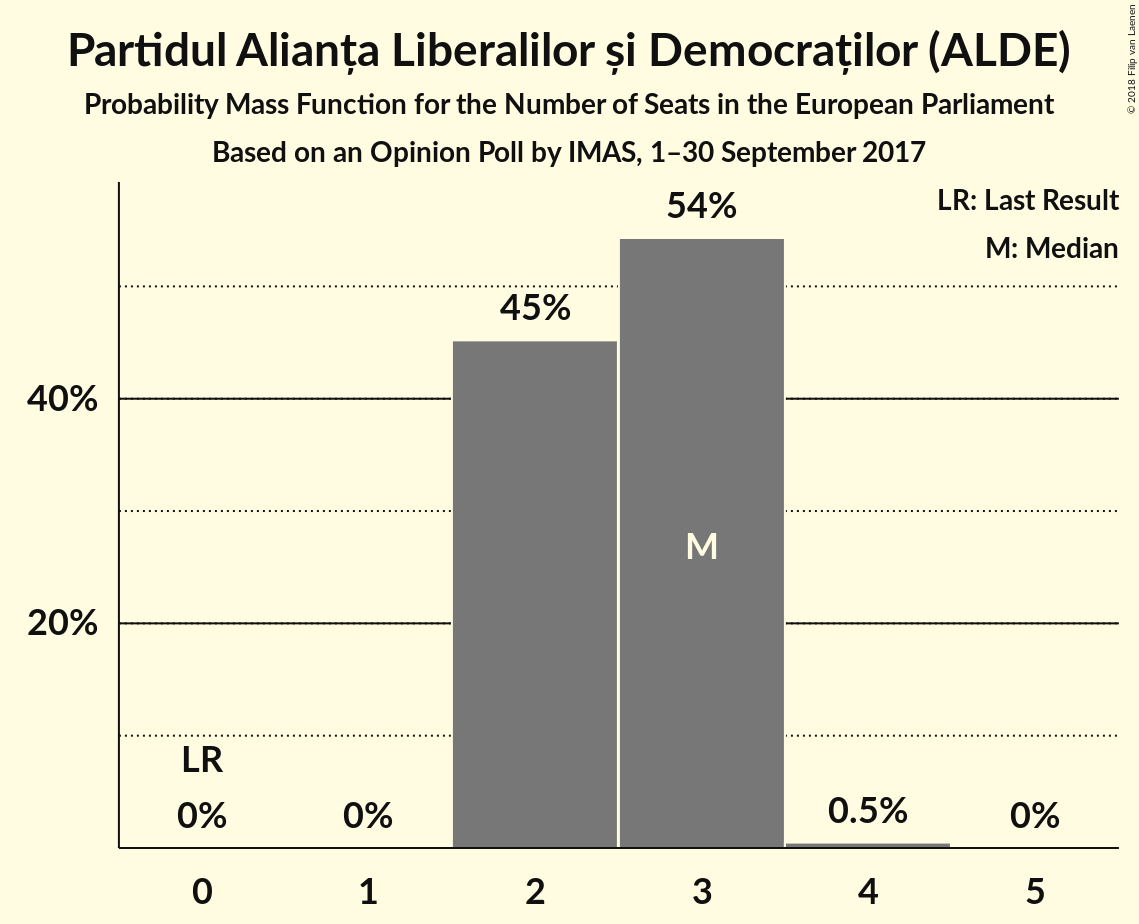 Partidul Alianța Liberalilor și Democraților (ALDE)
Probability Mass Function for the Number of Seats in the European Parliament
Based on an Opinion Poll by IMAS, 1–30 September 2017
© 2018 Filip van Laenen
LR: Last Result
M: Median
54%
45%
40%
M
20%
LR
0%
0%
0.5%
0%
0
1
2
3
4
5